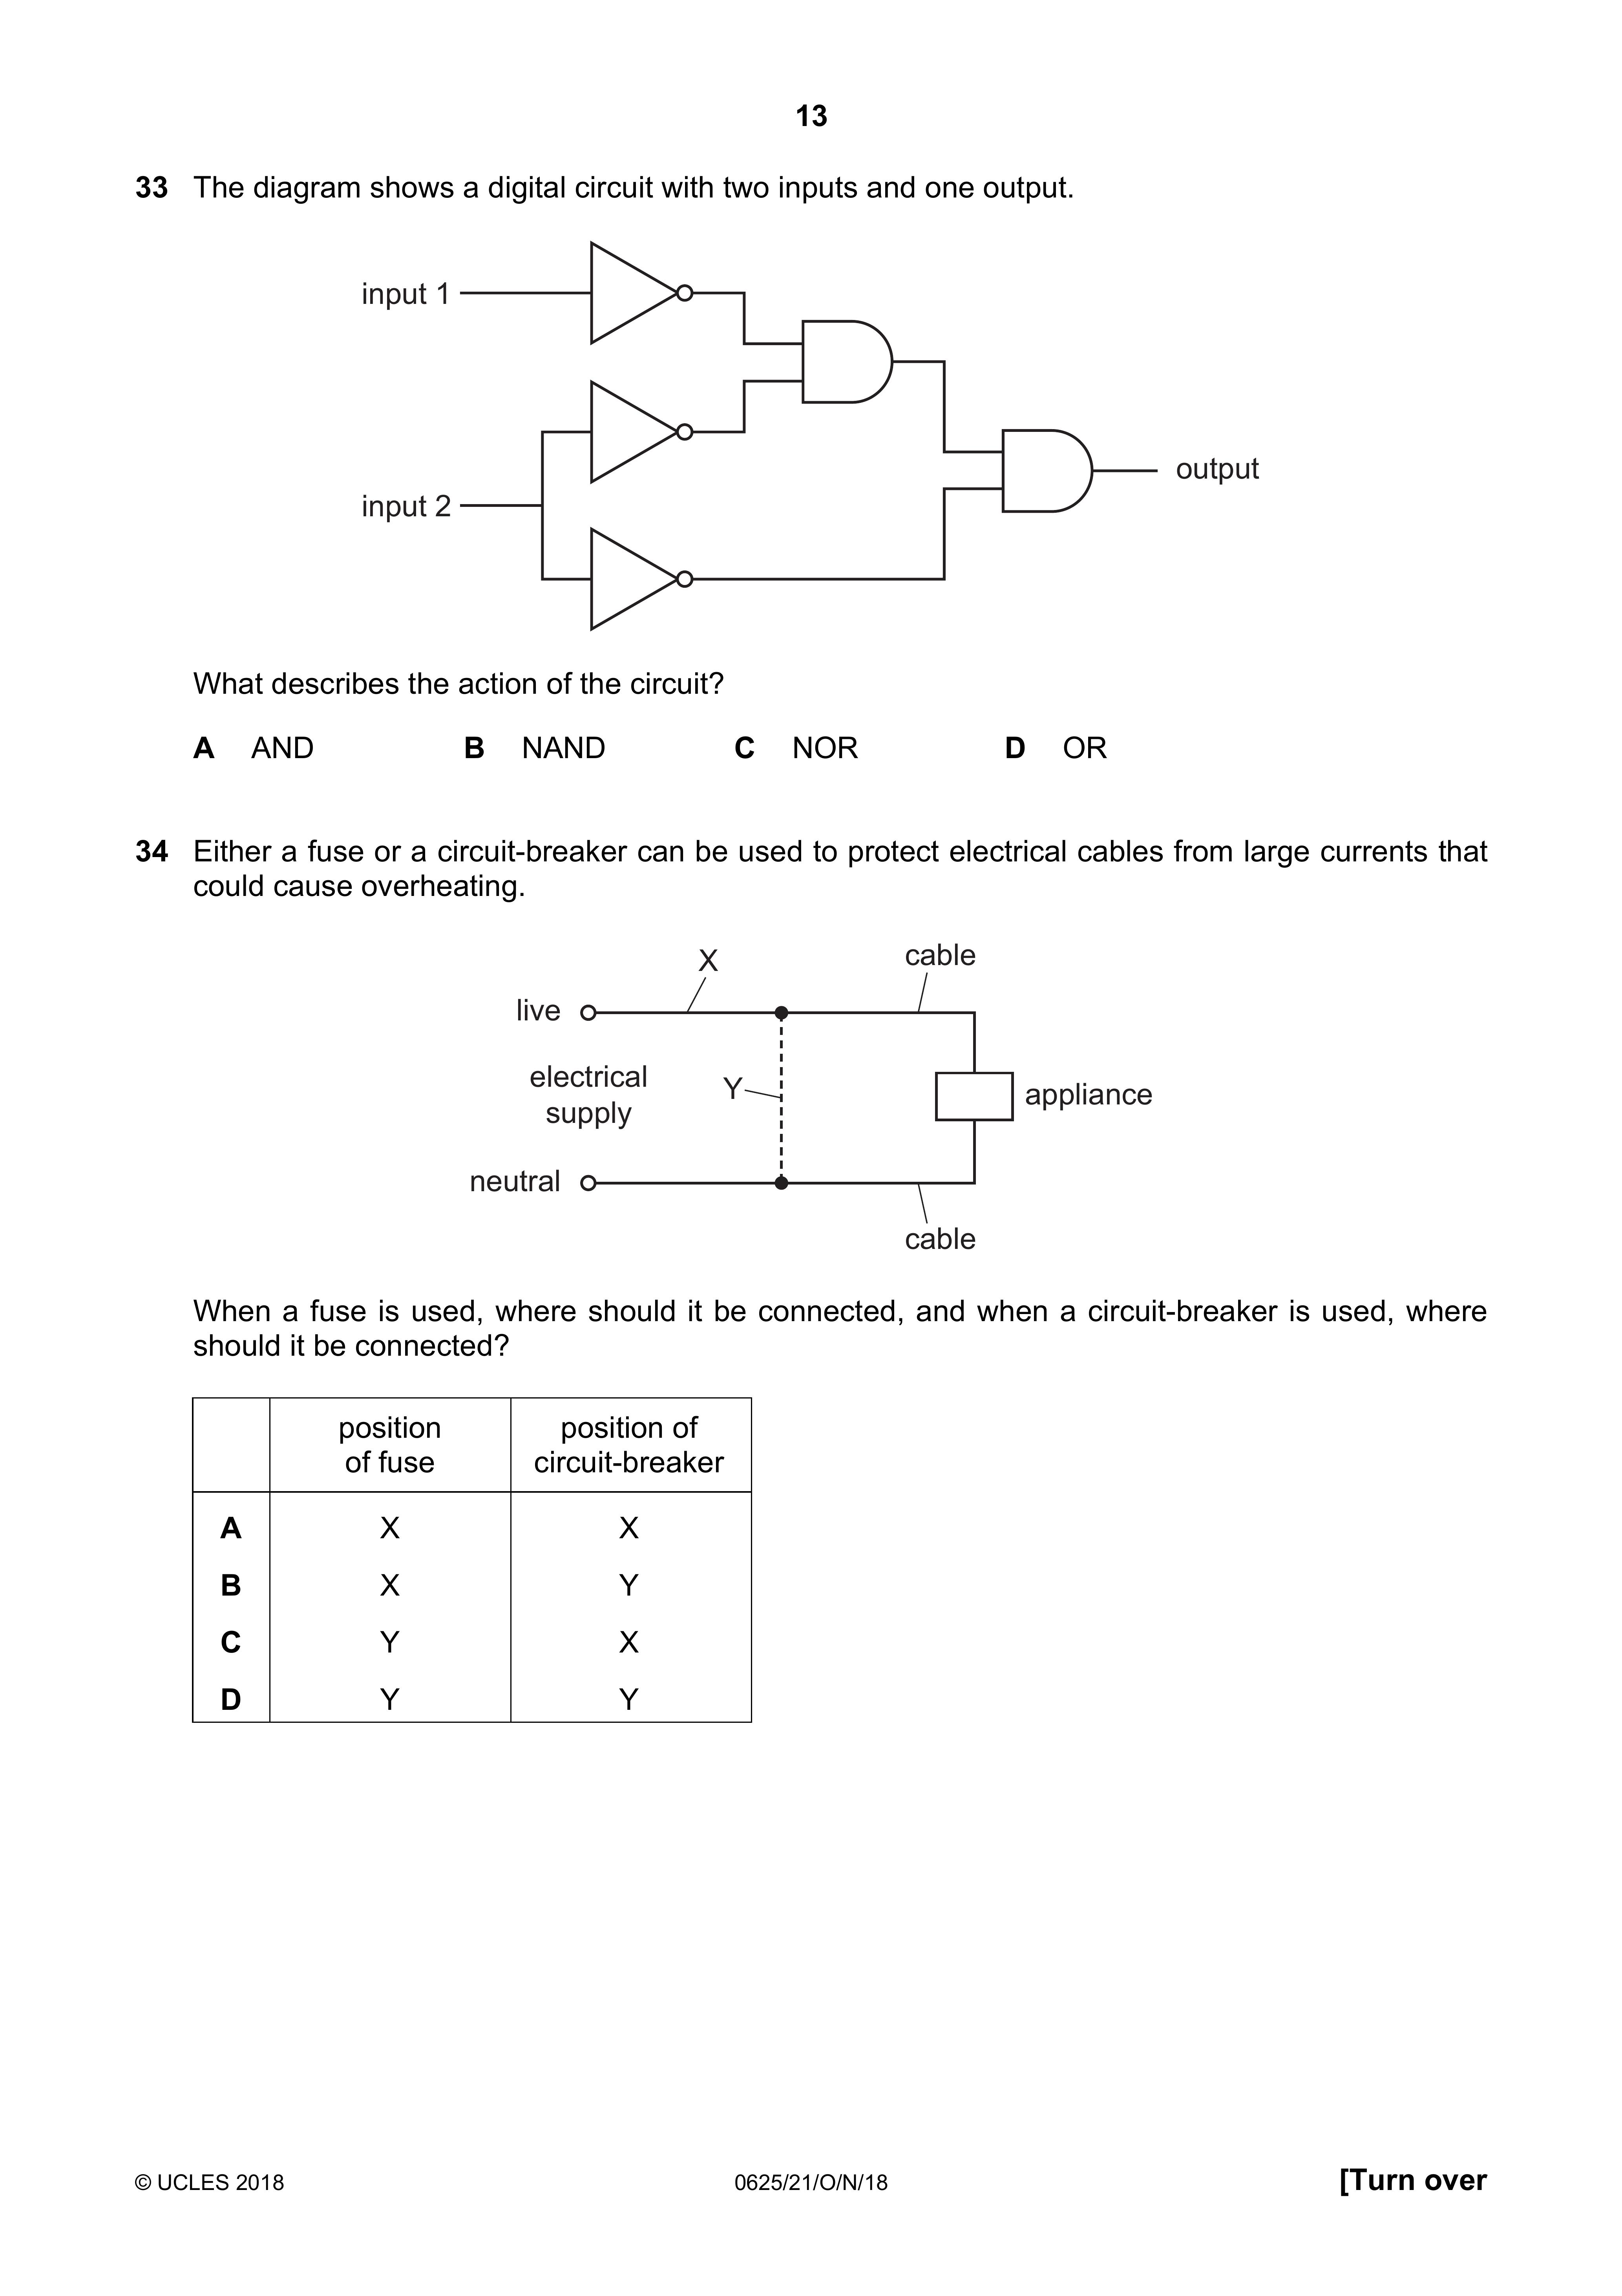 13
33 The diagram shows a digital circuit with two inputs and one output.
input 1
input 2
output
What describes the action of the circuit?
A AND B NAND C NOR D OR
34 Either a fuse or a circuit-breaker can be used to protect electrical cables from large currents that
could cause overheating.
X
cable
live
electrical
supply
Y
appliance
neutral
cable
When a fuse is used, where should it be connected, and when a circuit-breaker is used, where
should it be connected?
position
of fuse
position of
circuit-breaker
A X X
B X Y
C Y X
D Y Y
© UCLES 2018 0625/21/O/N/18 [Turn over